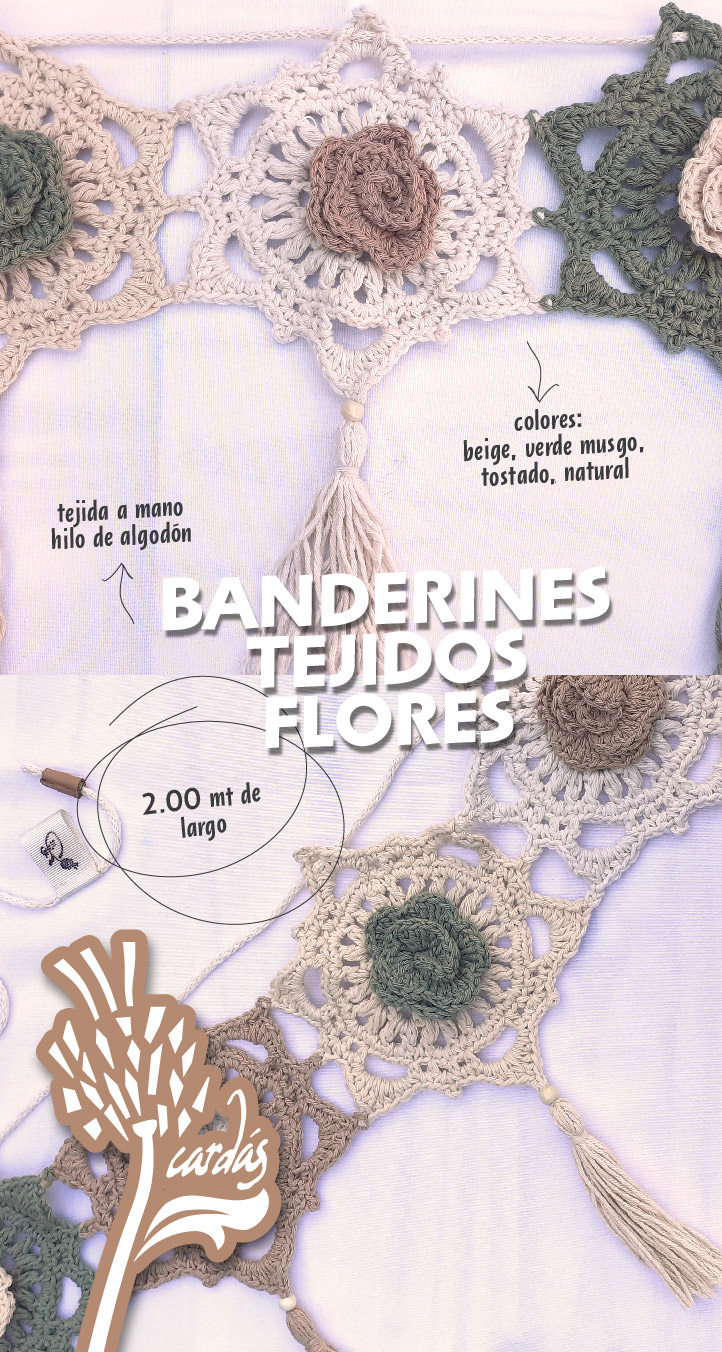 colores:
beige, verde musgo,
tostado, natural
tejida a mano
hilo de algodón
BANDERINES
TEJIDOS
FLORES
2.00 mt de
largo
cardás